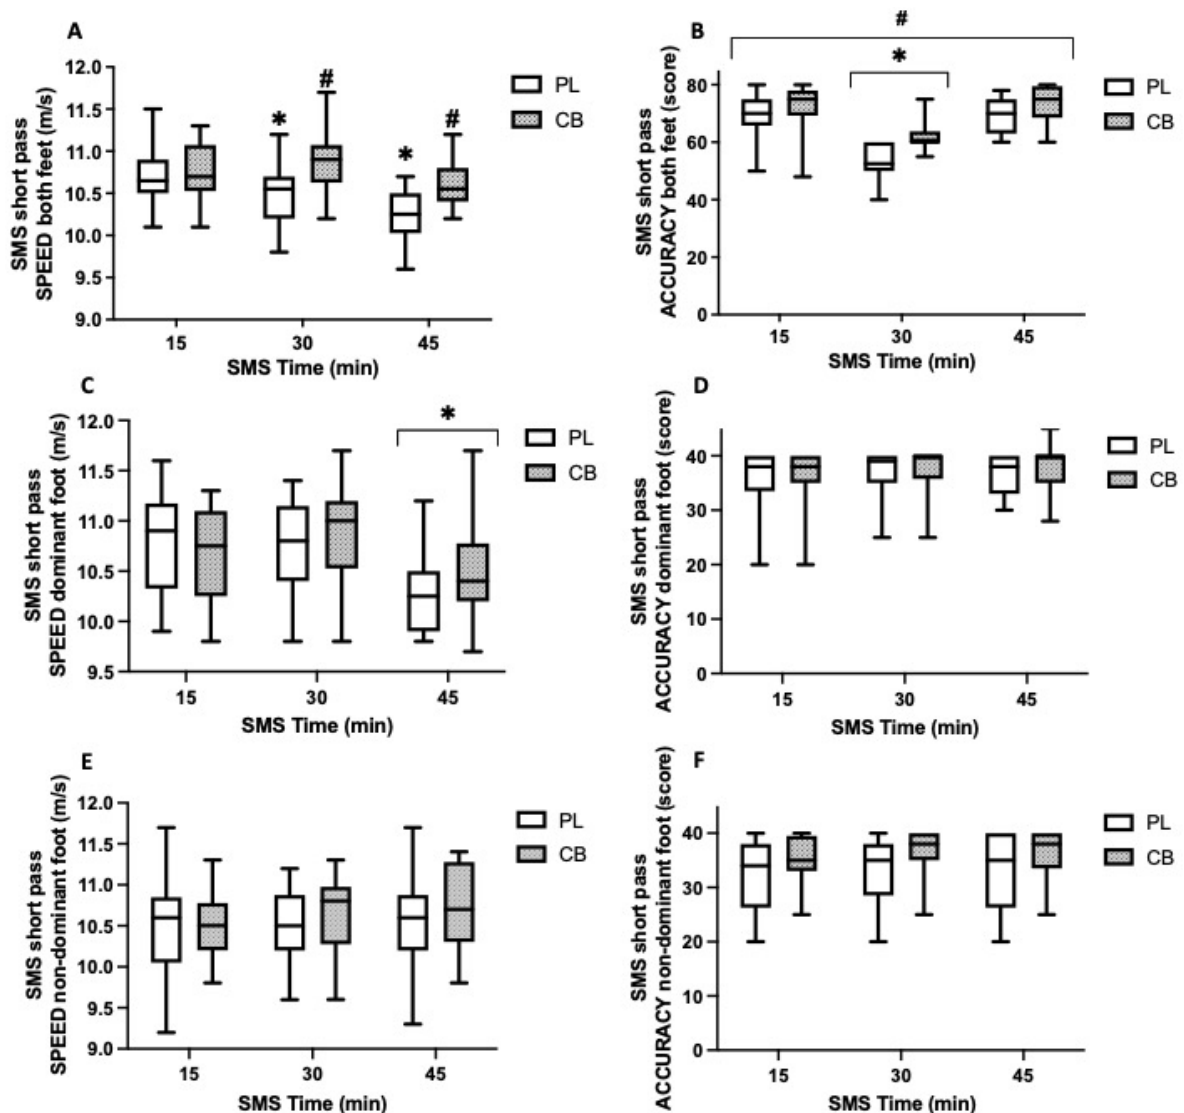 A
SMS short pass
SPEED both feet (m/s)
12.0
11.5
11.0
10.5
10.0
9.5
9.0
*
#
*
#
PL
CB
15
30
45
SMS Time (min)
B
SMS short pass
ACCURACY both feet (score)
80
60
40
20
0
#
*
PL
CB
15
30
45
SMS Time (min)
C
SMS short pass
SPEED dominant foot (m/s)
12.0
11.5
11.0
10.5
10.0
9.5
*
PL
CB
15
30
45
SMS Time (min)
D
SMS short pass
ACCURACY dominant foot (score)
40
30
20
10
0
PL
CB
15
30
45
SMS Time (min)
E
SMS short pass
SPEED non-dominant foot (m/s)
12.0
11.5
11.0
10.5
10.0
9.5
9.0
PL
CB
15
30
45
SMS Time (min)
F
SMS short pass
ACCURACY non-dominant foot (score)
40
30
20
10
0
PL
CB
15
30
45
SMS Time (min)